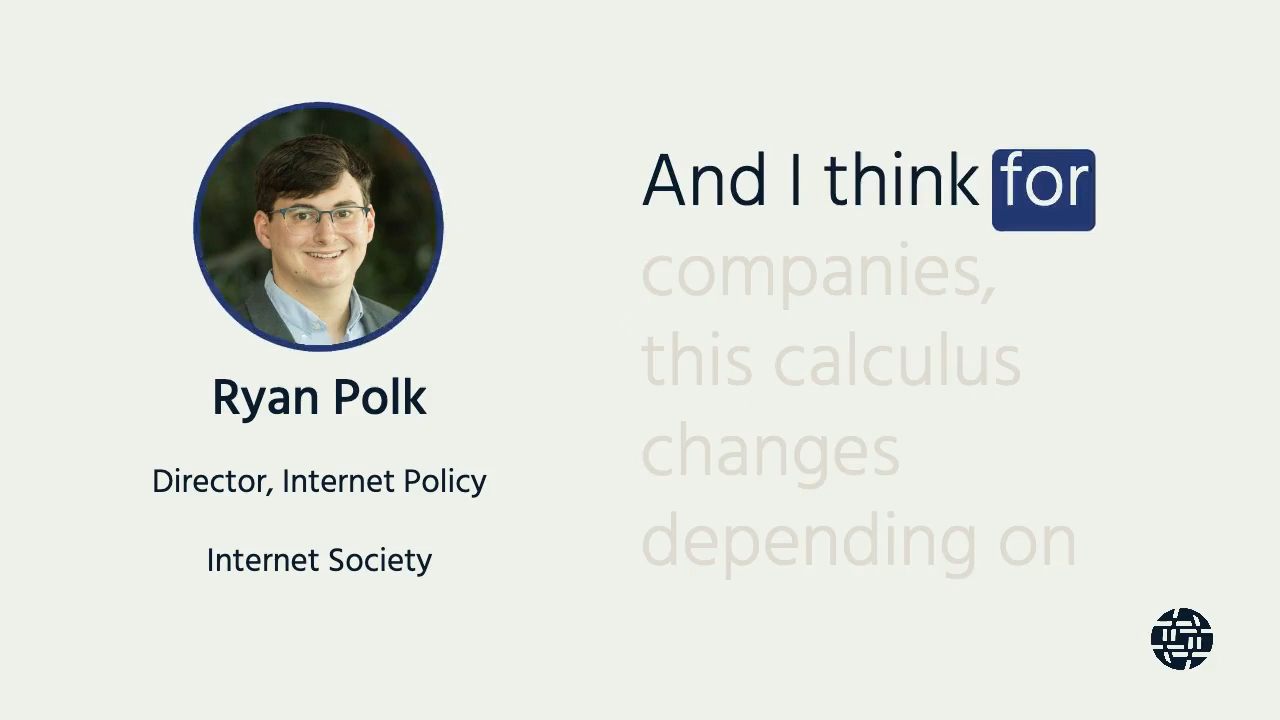 Ryan Polk
Director, Internet Policy
Internet Society
And I think for
companies,
this calculus
changes
depending on